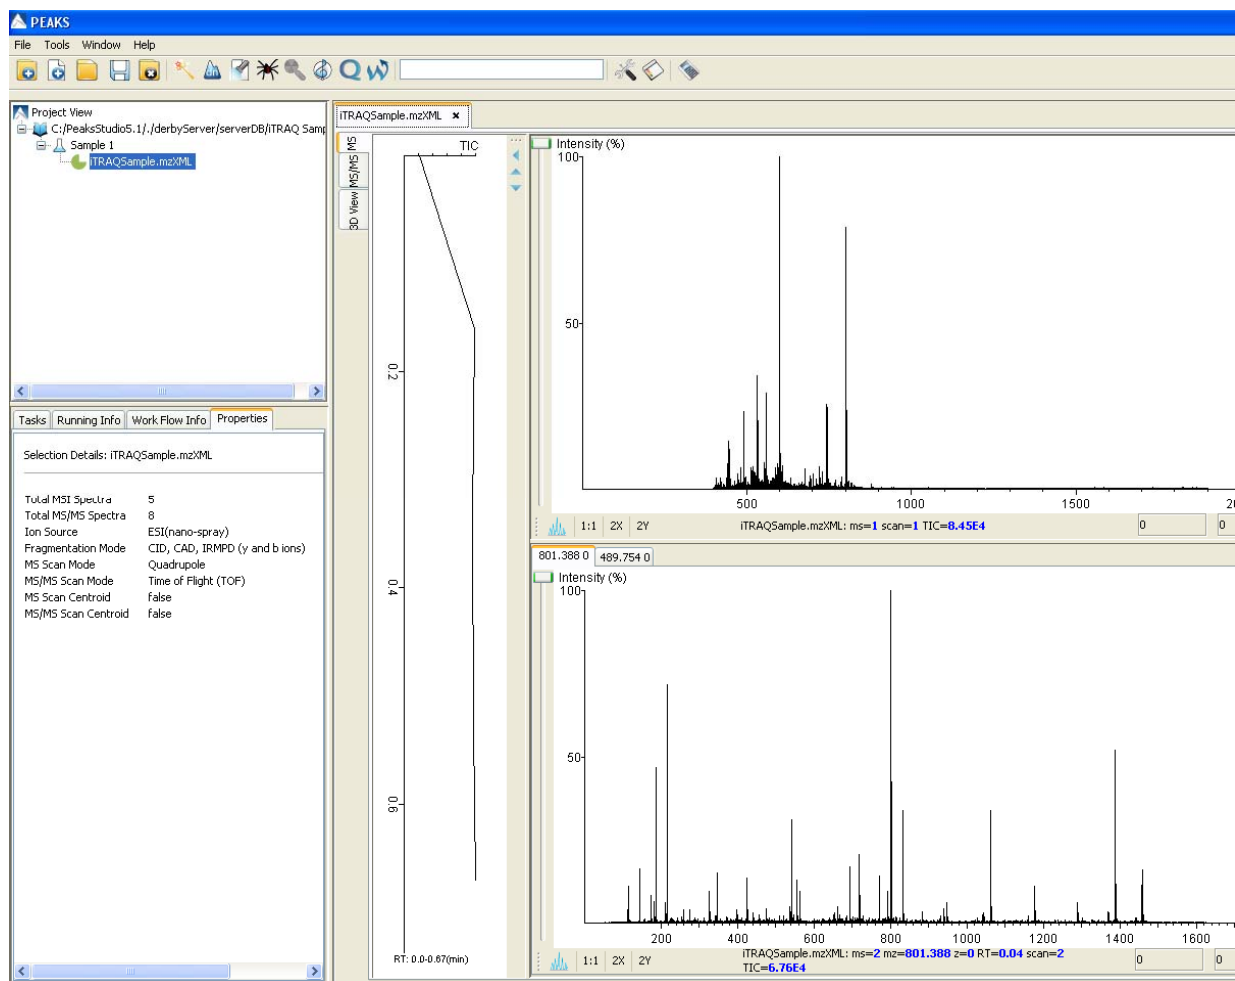 PEAKS
File Tools Window Help
Project View
C:/PeaksStudio5.1/./derbyServer/serverDB/iTRAQ Samp
Sample 1
iTRAQSample.mzXML
Tasks Running Info Work Flow Info Properties
Selection Details: iTRAQSample.mzXML
Total MSI Spectra 5
Total MS/MS Spectra 8
Ion Source ESI(nano-spray)
Fragmentation Mode CID, CAD, IRMPD (y and b ions)
MS Scan Mode Quadrupole
MS/MS Scan Mode Time of Flight (TOF)
MS Scan Centroid false
MS/MS Scan Centroid false
iTRAQSample.mzXML ×
MS
MS/MS
3D View
TIC
0.2
0.4
0.6
RT: 0.0-0.67(min)
Intensity (%)
100
50
500 1000 1500 20
1:1 2X 2Y iTRAQSample.mzXML: ms=1 scan=1 TIC=8.45E4 0 0
801.388 0 489.754 0
Intensity (%)
100
50
200 400 600 800 1000 1200 1400 1600
1:1 2X 2Y iTRAQSample.mzXML: ms=2 mz=801.388 z=0 RT=0.04 scan=2 0 0
TIC=6.76E4